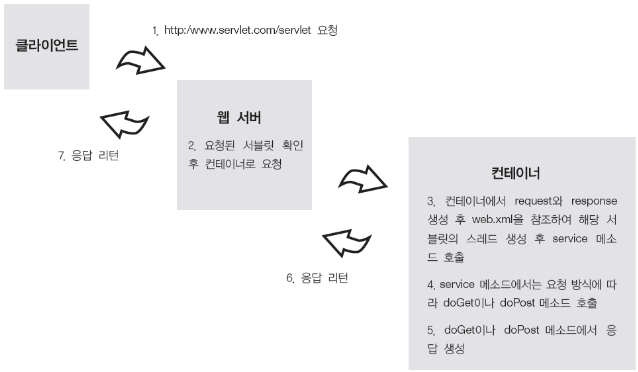 클라이언트
1. http:/www.servlet.com/servlet 요청
웹 서버
2. 요청된 서블릿 확인
후 컨테이너로 요청
7. 응답 리턴
컨테이너
3. 컨테이너에서 request와 response
생성 후 web.xml을 참조하여 해당 서
블릿의 스레드 생성 후 service 메소
드 호출
6. 응답 리턴
4. service 메소드에서는 요청 방식에 따
라 doGet이나 doPost 메소드 호출
5. doGet이나 doPost 메소드에서 응
답 생성